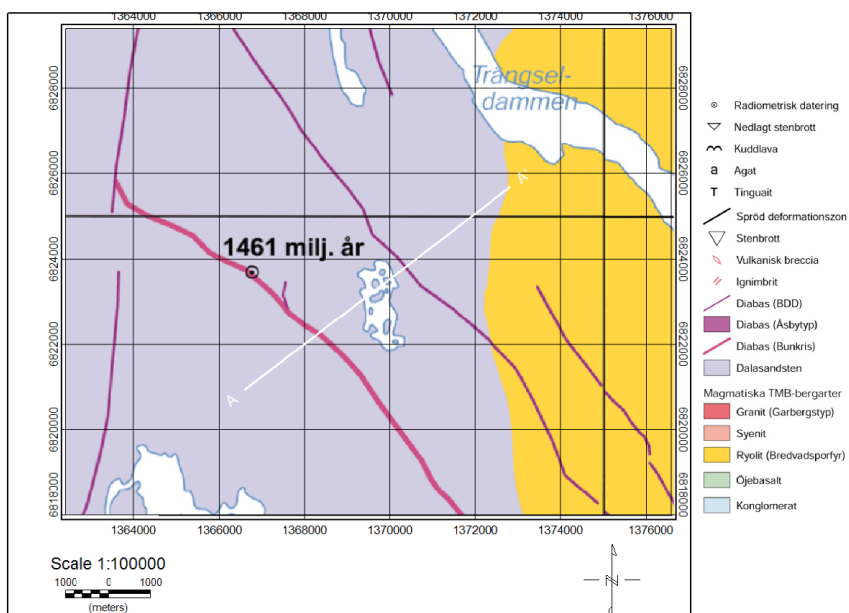 1364000 1366000 1368000 1370000 1372000 1374000 1376000
6828000 6828000
Trängsel-
dammen
6826000 6826000
A'
1461 milj. år
6824000 6824000
6822000 6822000
A
6820000 6820000
6818000 6818000
1364000 1366000 1368000 1370000 1372000 1374000 1376000
Scale 1:100000
1000 0 1000
(meters)
N
Radiometrisk datering
Nedlagt stenbrott
Kuddlava
a Agat
T Tinguait
Spröd deformationszon
Stenbrott
Vulkanisk breccia
Ignimbrit
Diabas (BDD)
Diabas (Åsbytyp)
Diabas (Bunkris)
Dalasandsten
Magmatiska TMB-bergarter
Granit (Garbergstyp)
Syenit
Ryolit (Bredvadsporfyr)
Öjebasalt
Konglomerat